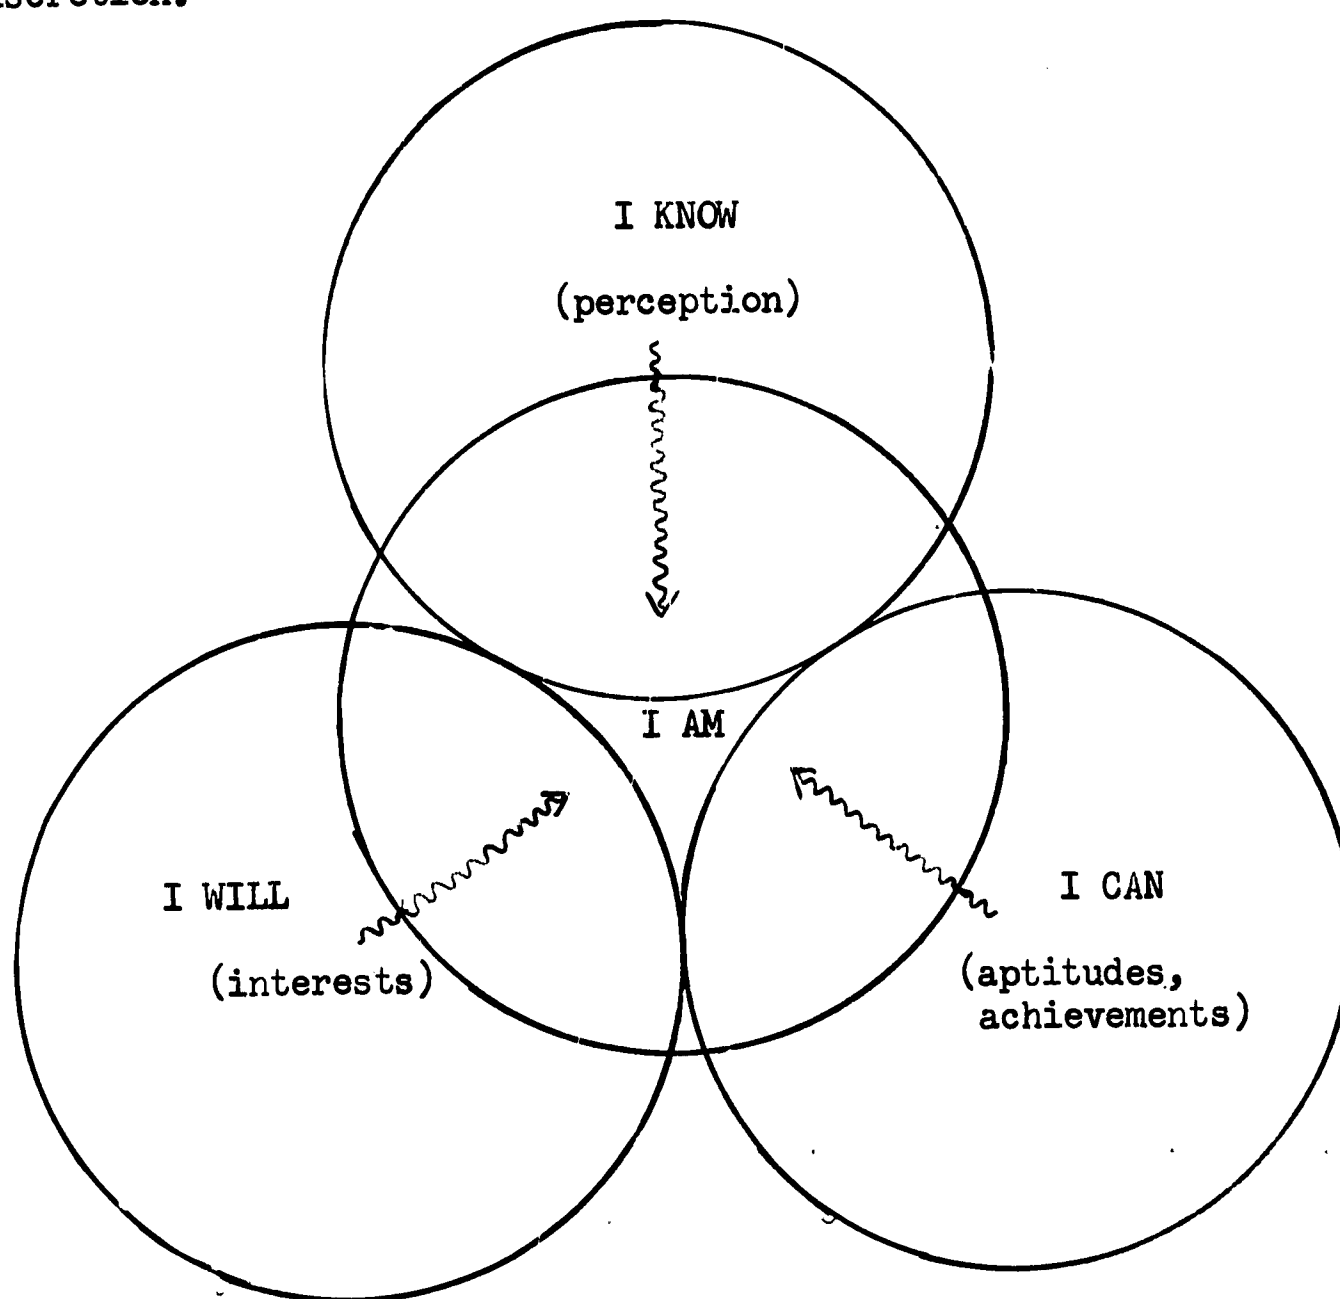 I KNOW
(perception)
I AM
I WILL
(interests)
I CAN
(aptitudes,
achievements)